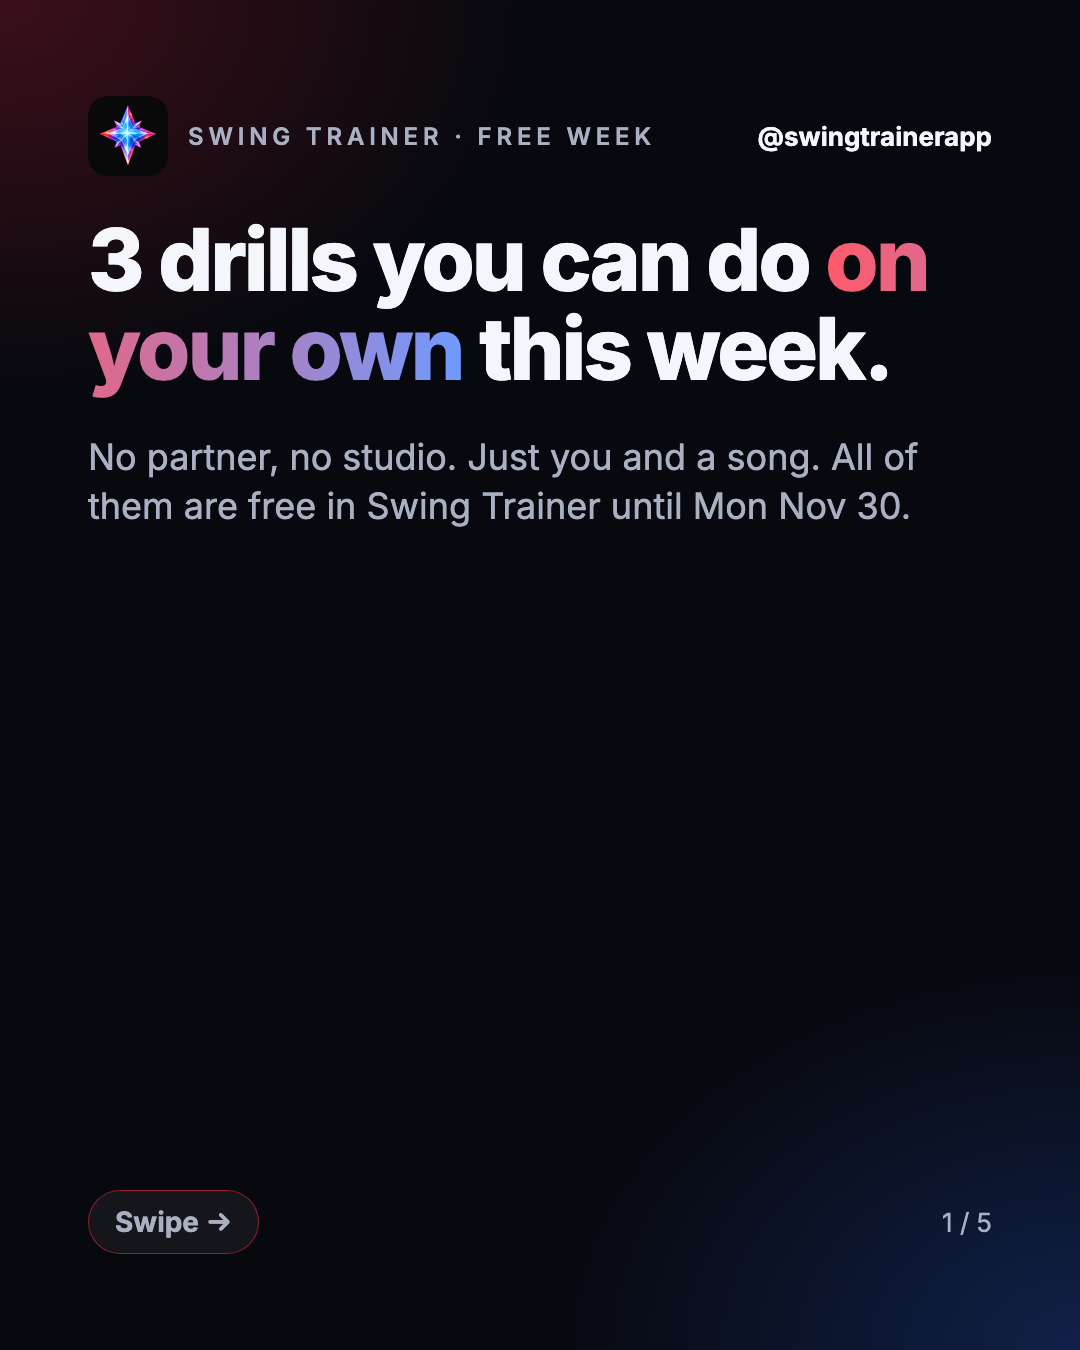 SWING TRAINER · FREE WEEK
@swingtrainerapp
3 drills you can do on
your own this week.
No partner, no studio. Just you and a song. All of
them are free in Swing Trainer until Mon Nov 30.
Swipe →
1 / 5